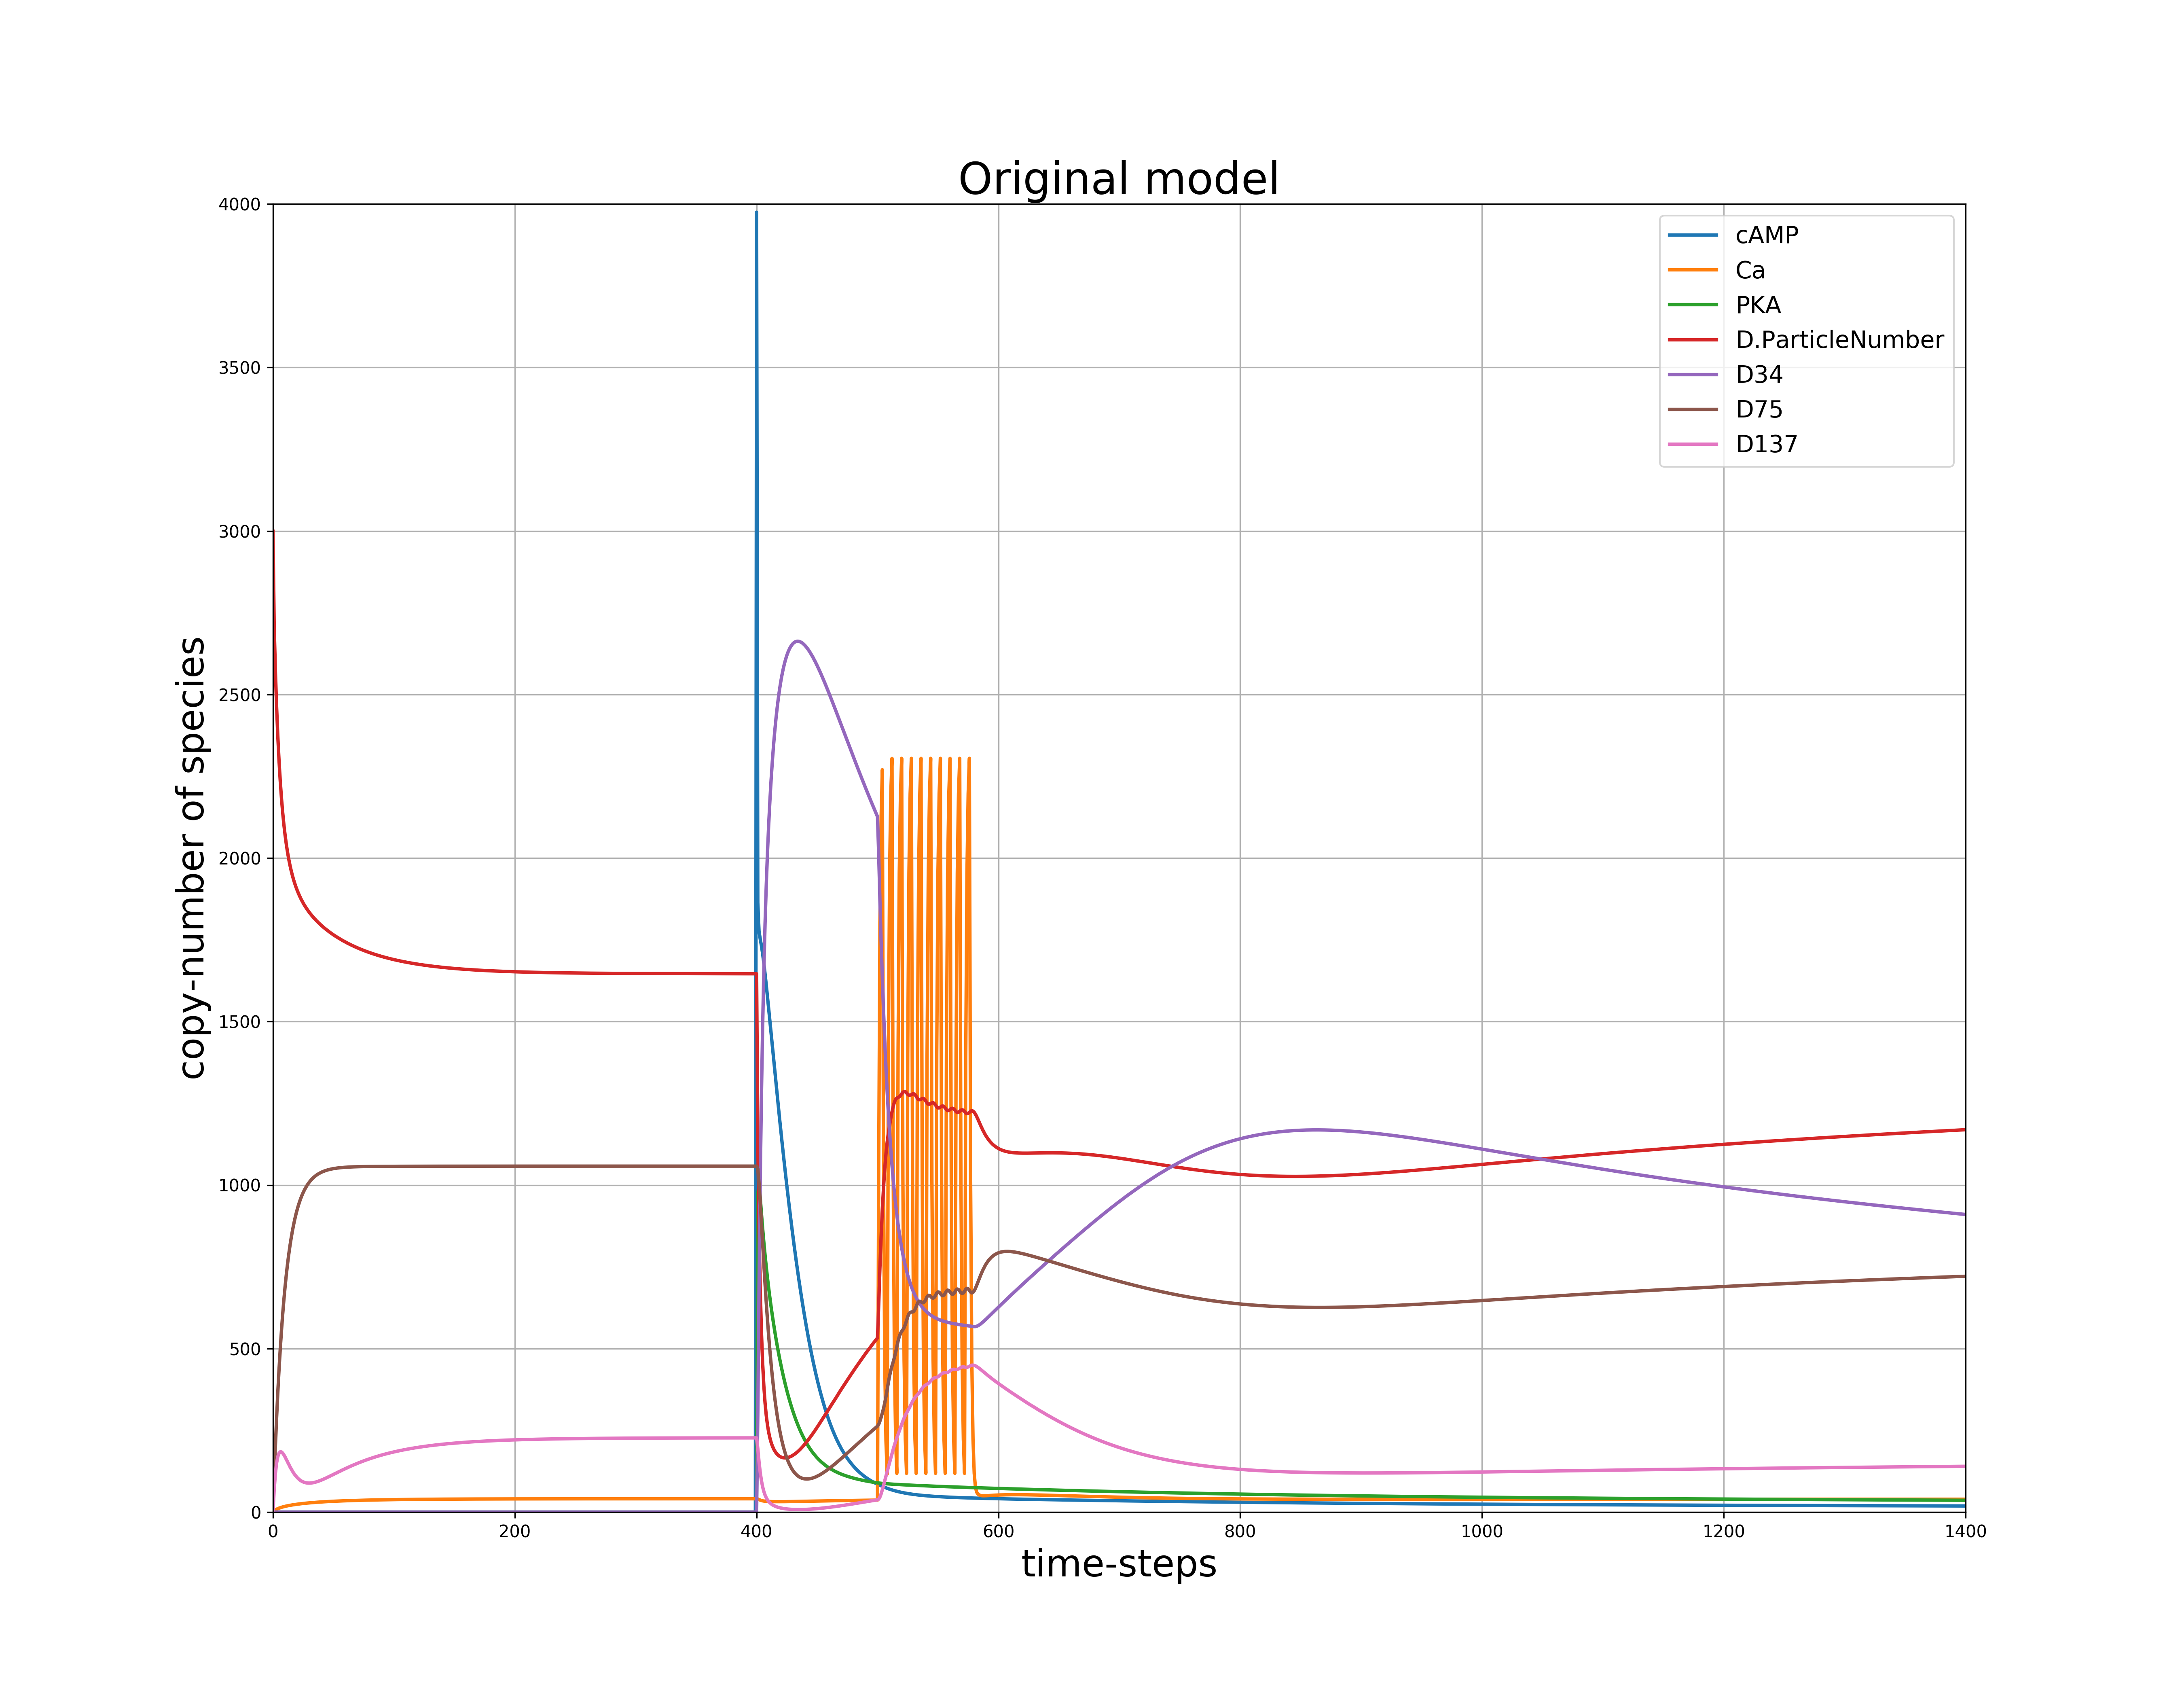 Original model
4000
3500
3000
2500
2000
1500
1000
500
0
copy-number of species
cAMP
Ca
PKA
D.ParticleNumber
D34
D75
D137
0 200 400 600 800 1000 1200 1400
time-steps